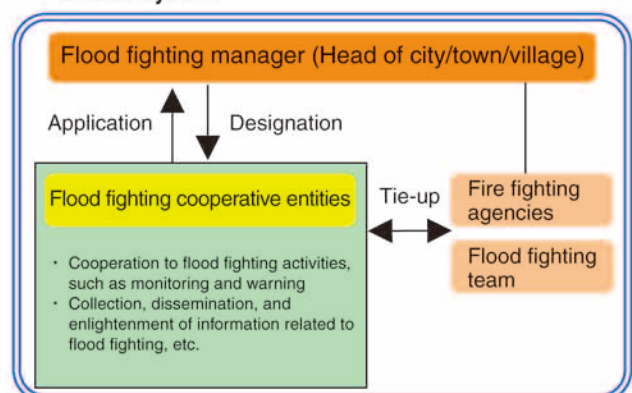 Flood fighting manager (Head of city/town/village)
Application
Designation
Flood fighting cooperative entities
・ Cooperation to flood fighting activities,
such as monitoring and warning
・ Collection, dissemination, and
enlightenment of information related to
flood fighting, etc.
Tie-up
Fire fighting
agencies
Flood fighting
team